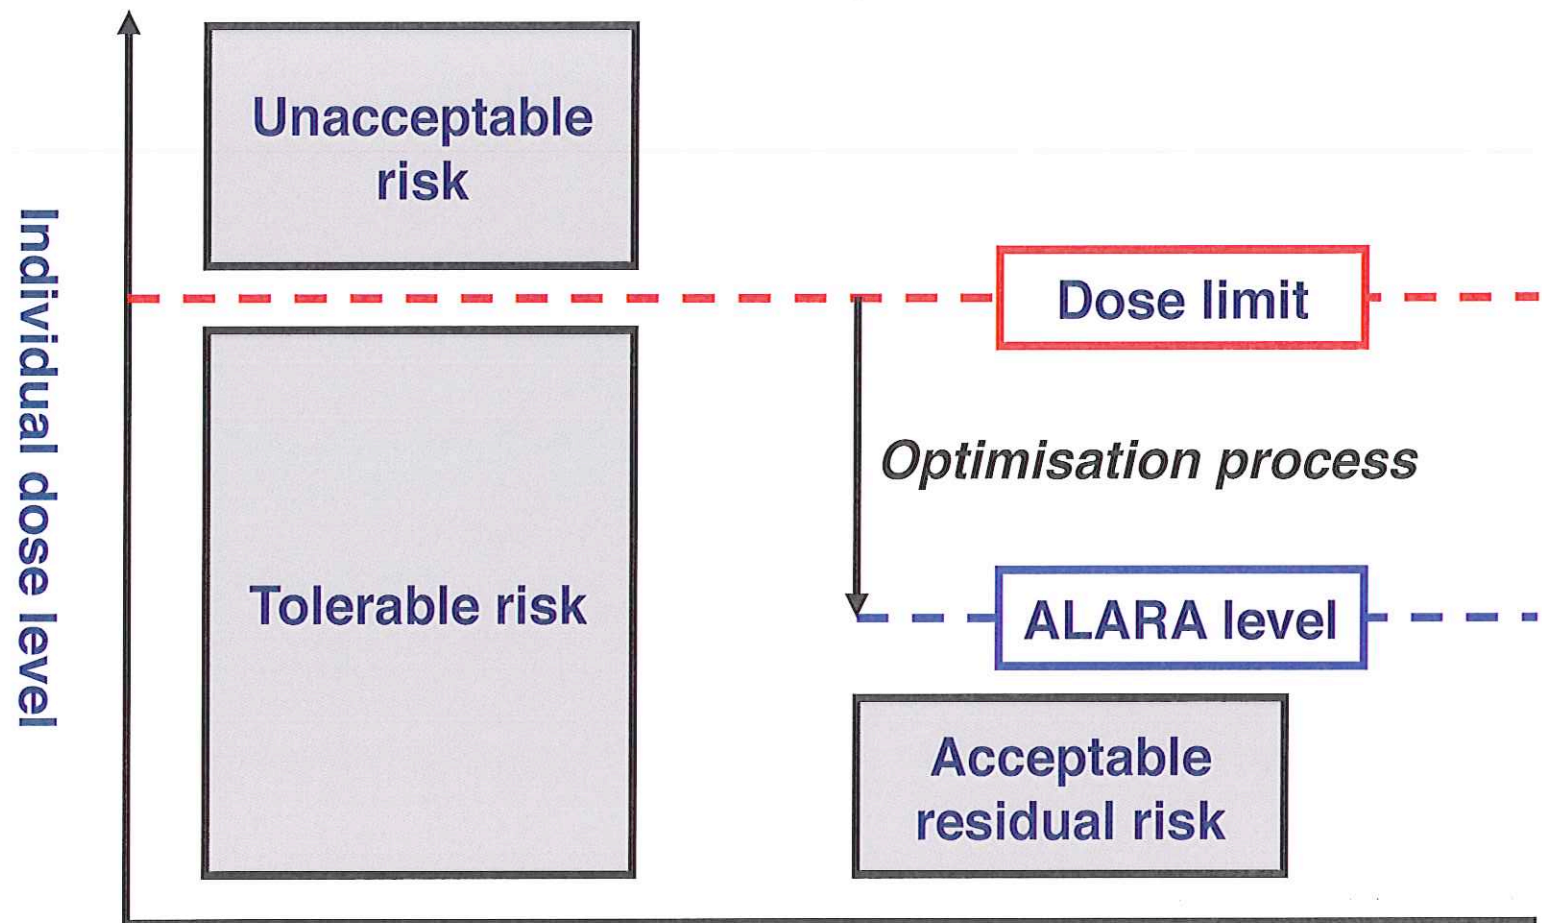 Individual dose level
Unacceptable
risk
Dose limit
Optimisation process
Tolerable risk
ALARA level
Acceptable
residual risk